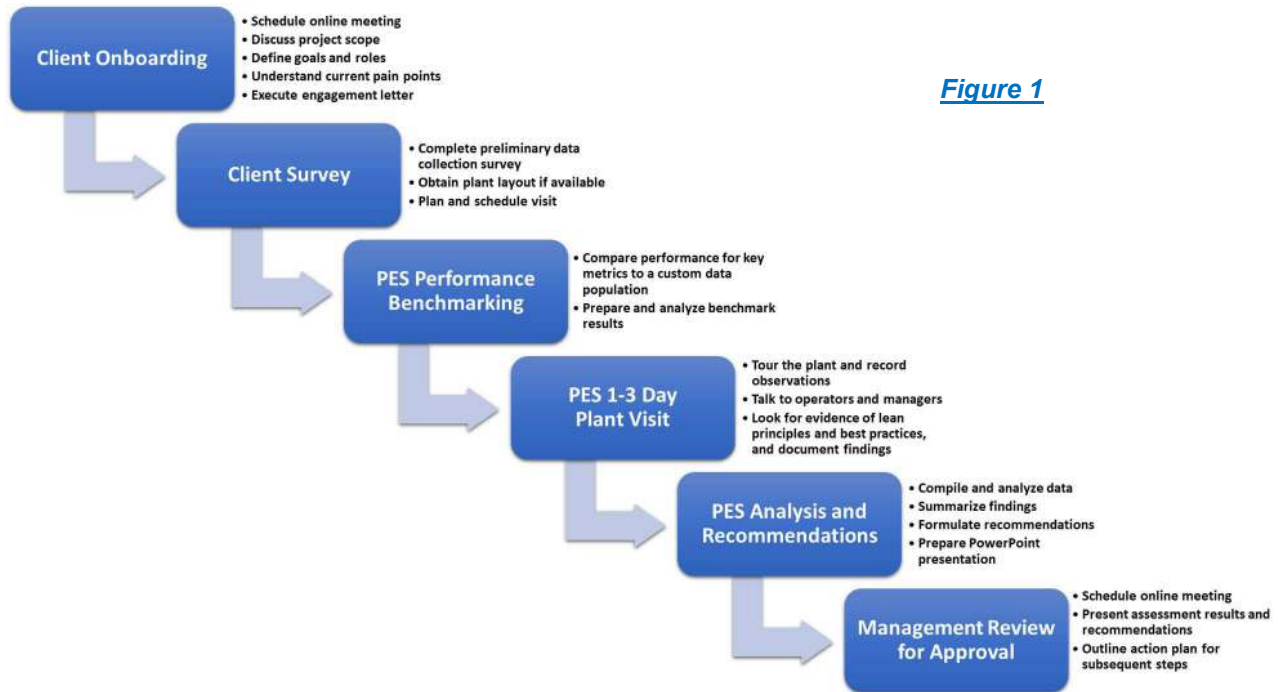 Figure 1
Client Onboarding
• Schedule online meeting
• Discuss project scope
• Define goals and roles
• Understand current pain points
• Execute engagement letter
Client Survey
• Complete preliminary data
collection survey
• Obtain plant layout if available
• Plan and schedule visit
PES Performance
Benchmarking
• Compare performance for key
metrics to a custom data
population
• Prepare and analyze benchmark
results
PES 1-3 Day
Plant Visit
• Tour the plant and record
observations
• Talk to operators and managers
• Look for evidence of lean
principles and best practices,
and document findings
PES Analysis and
Recommendations
• Compile and analyze data
• Summarize findings
• Formulate recommendations
• Prepare PowerPoint
presentation
Management Review
for Approval
• Schedule online meeting
• Present assessment results and
recommendations
• Outline action plan for
subsequent steps